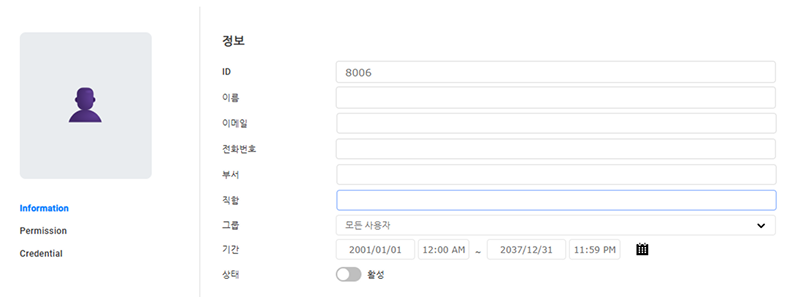 정보
ID 8006
이름
이메일
전화번호
부서
직함
그룹 모든 사용자
기간 2001/01/01 12:00 AM ~ 2037/12/31 11:59 PM
상태 활성
Information
Permission
Credential